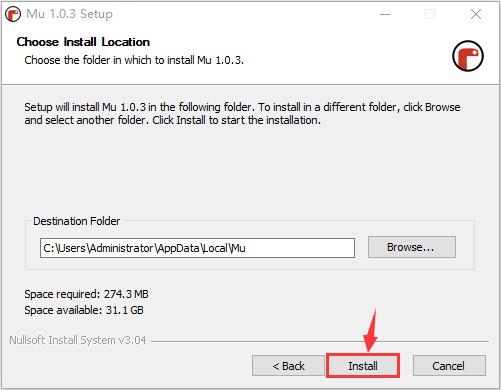 Mu 1.0.3 Setup
Choose Install Location
Choose the folder in which to install Mu 1.0.3.
Setup will install Mu 1.0.3 in the following folder. To install in a different folder, click Browse
and select another folder. Click Install to start the installation.
Destination Folder
C:\Users\Administrator\AppData\Local\Mu
Browse...
Space required: 274.3 MB
Space available: 31.1 GB
Nullsoft Install System v3.04
< Back
Install
Cancel